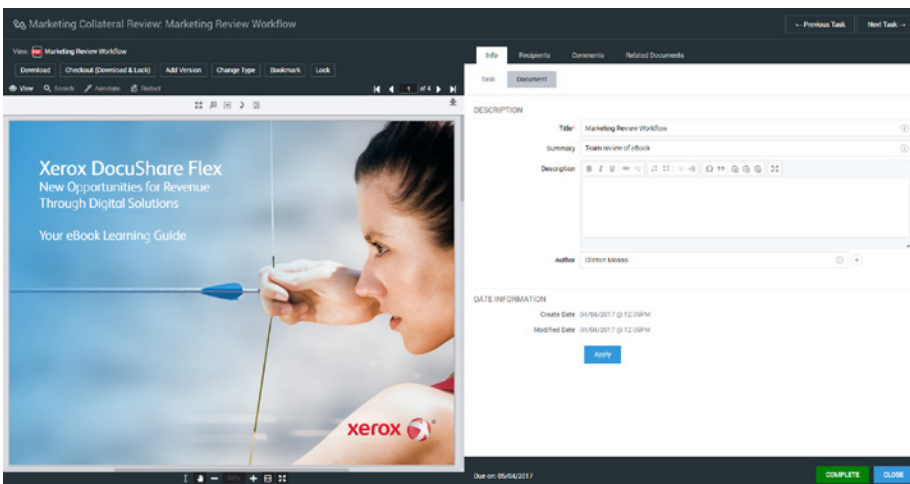 Marketing Collateral Review: Marketing Review Workflow
← Previous Task
Next Task →
View: Marketing Review Workflow
Download
Checkout (Download & Lock)
Add Version
Change Type
Bookmark
Lock
View
Search
Annotate
Redact
1 of 4
Xerox DocuShare Flex
New Opportunities for Revenue
Through Digital Solutions
Your eBook Learning Guide
xerox
Info
Recipients
Comments
Related Documents
Task
Document
DESCRIPTION
Title* Marketing Review Workflow
Summary Team review of eBook
Description
B I U
Author Clinton Mosso
DATE INFORMATION
Create Date 04/04/2017 @ 12:09PM
Modified Date 04/04/2017 @ 12:09PM
Apply
Due on: 05/04/2017
COMPLETE
CLOSE